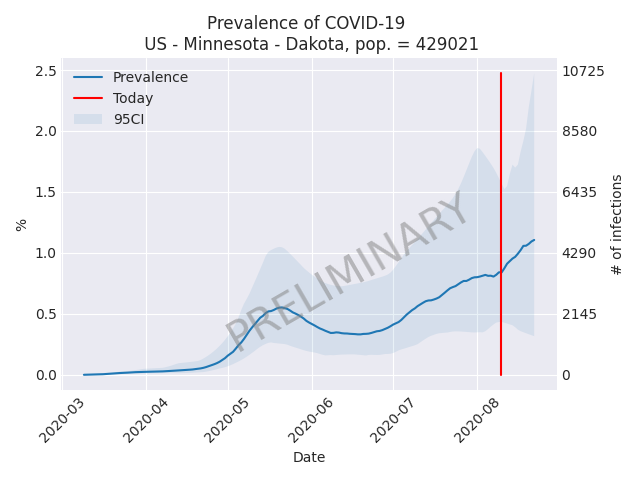 Prevalence of COVID-19
US - Minnesota - Dakota, pop. = 429021
Prevalence
Today
95CI
PRELIMINARY
%
2.5
2.0
1.5
1.0
0.5
0.0
10725
8580
6435
4290
2145
0
# of infections
2020-03
2020-04
2020-05
2020-06
2020-07
2020-08
Date